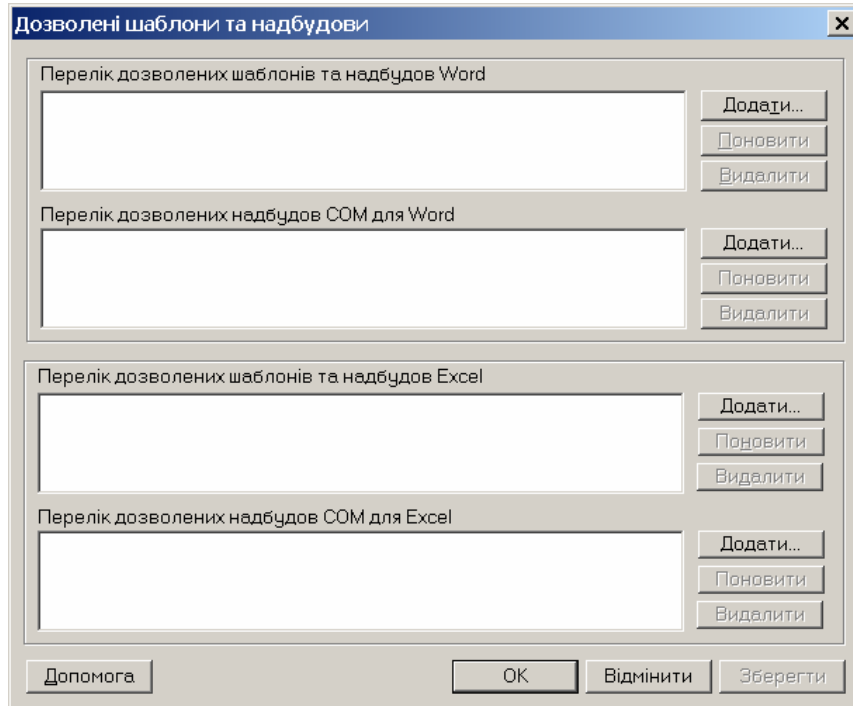 Дозволені шаблони та надбудови
Перелік дозволених шаблонів та надбудов Word
Додати...
Поновити
Видалити
Перелік дозволених надбудов COM для Word
Додати...
Поновити
Видалити
Перелік дозволених шаблонів та надбудов Excel
Додати...
Поновити
Видалити
Перелік дозволених надбудов COM для Excel
Додати...
Поновити
Видалити
Допомога OK Відмінити Зберегти